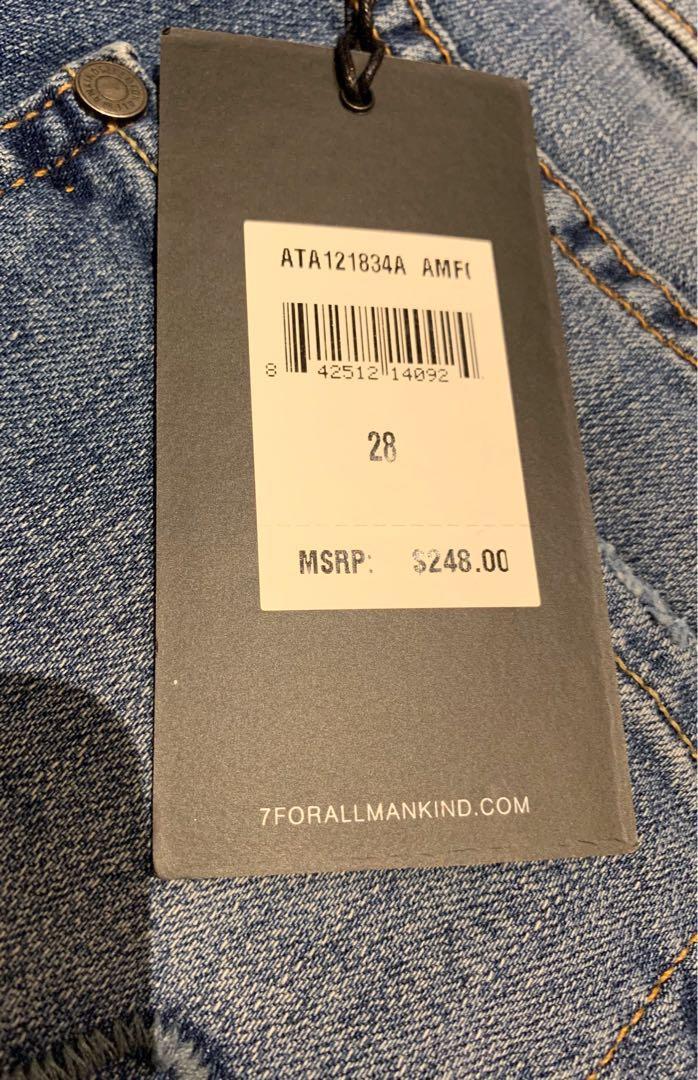 ATA121834A
8 42512 14092
28
MSRP: $248.00
7FORALLMANKIND.COM